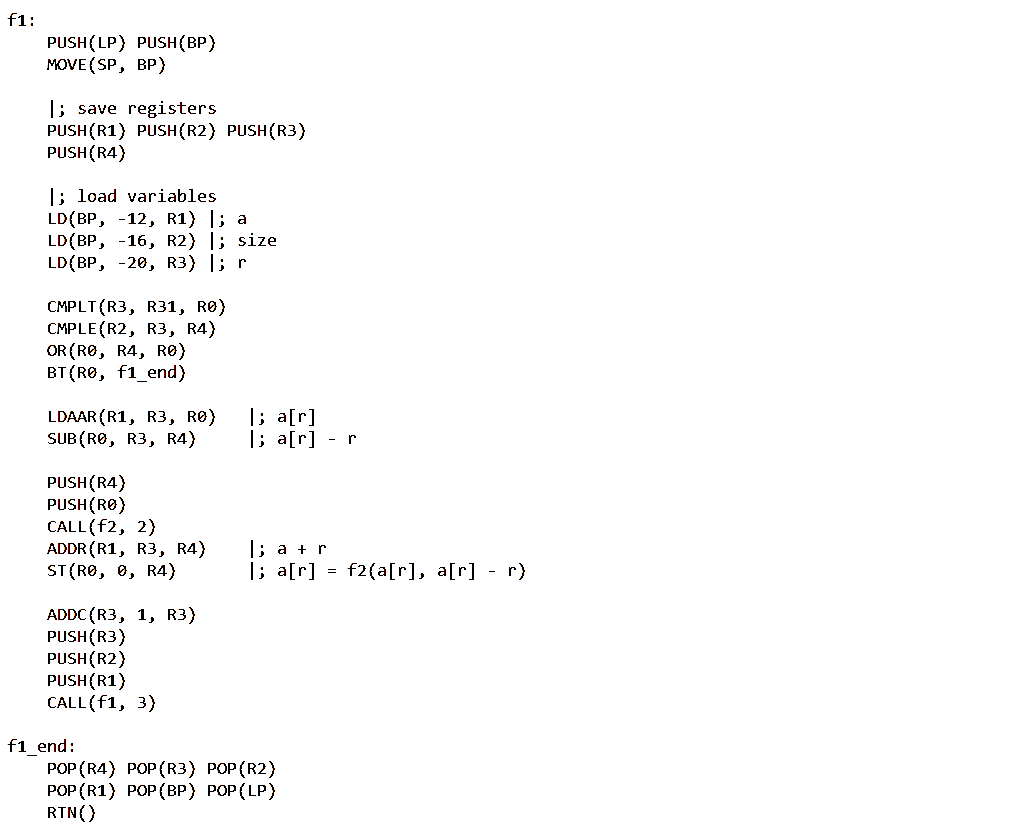 f1:
    PUSH(LP) PUSH(BP)
    MOVE(SP, BP)

    |; save registers
    PUSH(R1) PUSH(R2) PUSH(R3)
    PUSH(R4)

    |; load variables
    LD(BP, -12, R1) |; a
    LD(BP, -16, R2) |; size
    LD(BP, -20, R3) |; r

    CMPLT(R3, R31, R0)
    CMPLE(R2, R3, R4)
    OR(R0, R4, R0)
    BT(R0, f1_end)

    LDAAR(R1, R3, R0)   |; a[r]
    SUB(R0, R3, R4)     |; a[r] - r

    PUSH(R4)
    PUSH(R0)
    CALL(f2, 2)
    ADDR(R1, R3, R4)    |; a + r
    ST(R0, 0, R4)       |; a[r] = f2(a[r], a[r] - r)

    ADDC(R3, 1, R3)
    PUSH(R3)
    PUSH(R2)
    PUSH(R1)
    CALL(f1, 3)

f1_end:
    POP(R4) POP(R3) POP(R2)
    POP(R1) POP(BP) POP(LP)
    RTN()